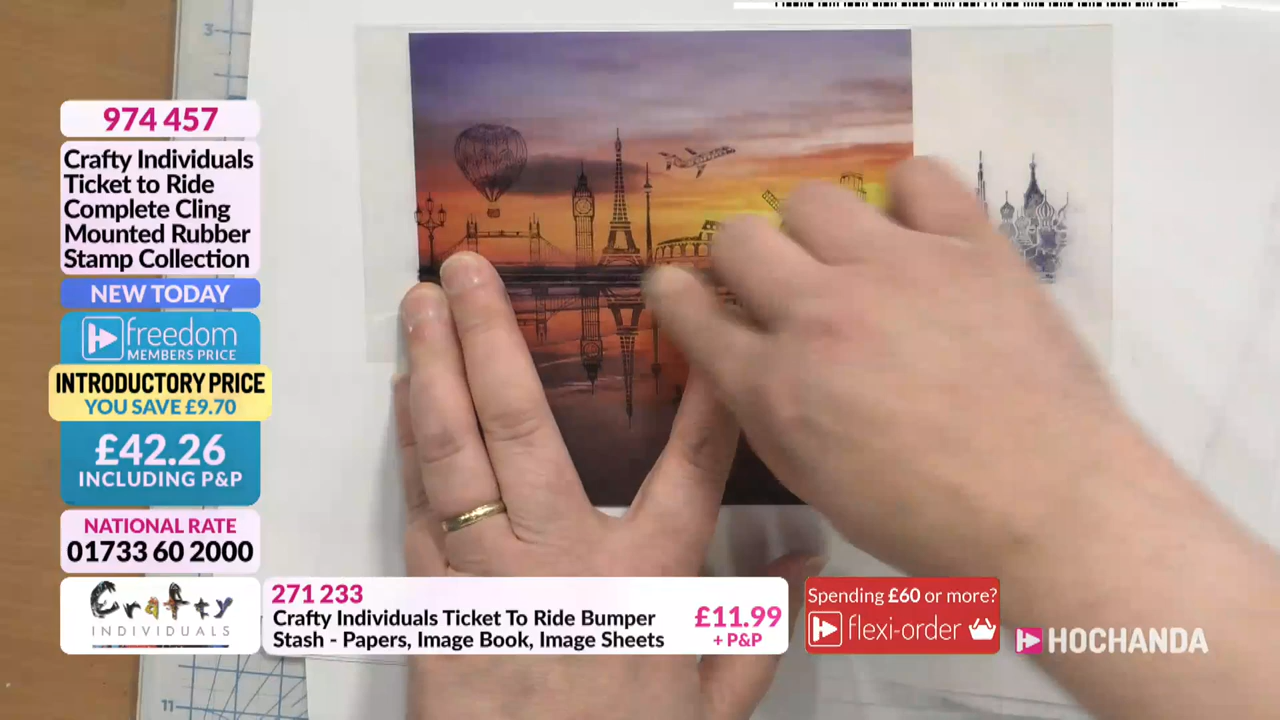 3
974 457
Crafty Individuals
Ticket to Ride
Complete Cling
Mounted Rubber
Stamp Collection
NEW TODAY
freedom
MEMBERS PRICE
INTRODUCTORY PRICE
YOU SAVE £9.70
£42.26
INCLUDING P&P
NATIONAL RATE
01733 60 2000
Crafty
INDIVIDUALS
271 233
Crafty Individuals Ticket To Ride Bumper
Stash - Papers, Image Book, Image Sheets
£11.99
+ P&P
Spending £60 or more?
flexi-order
HOCHANDA
11